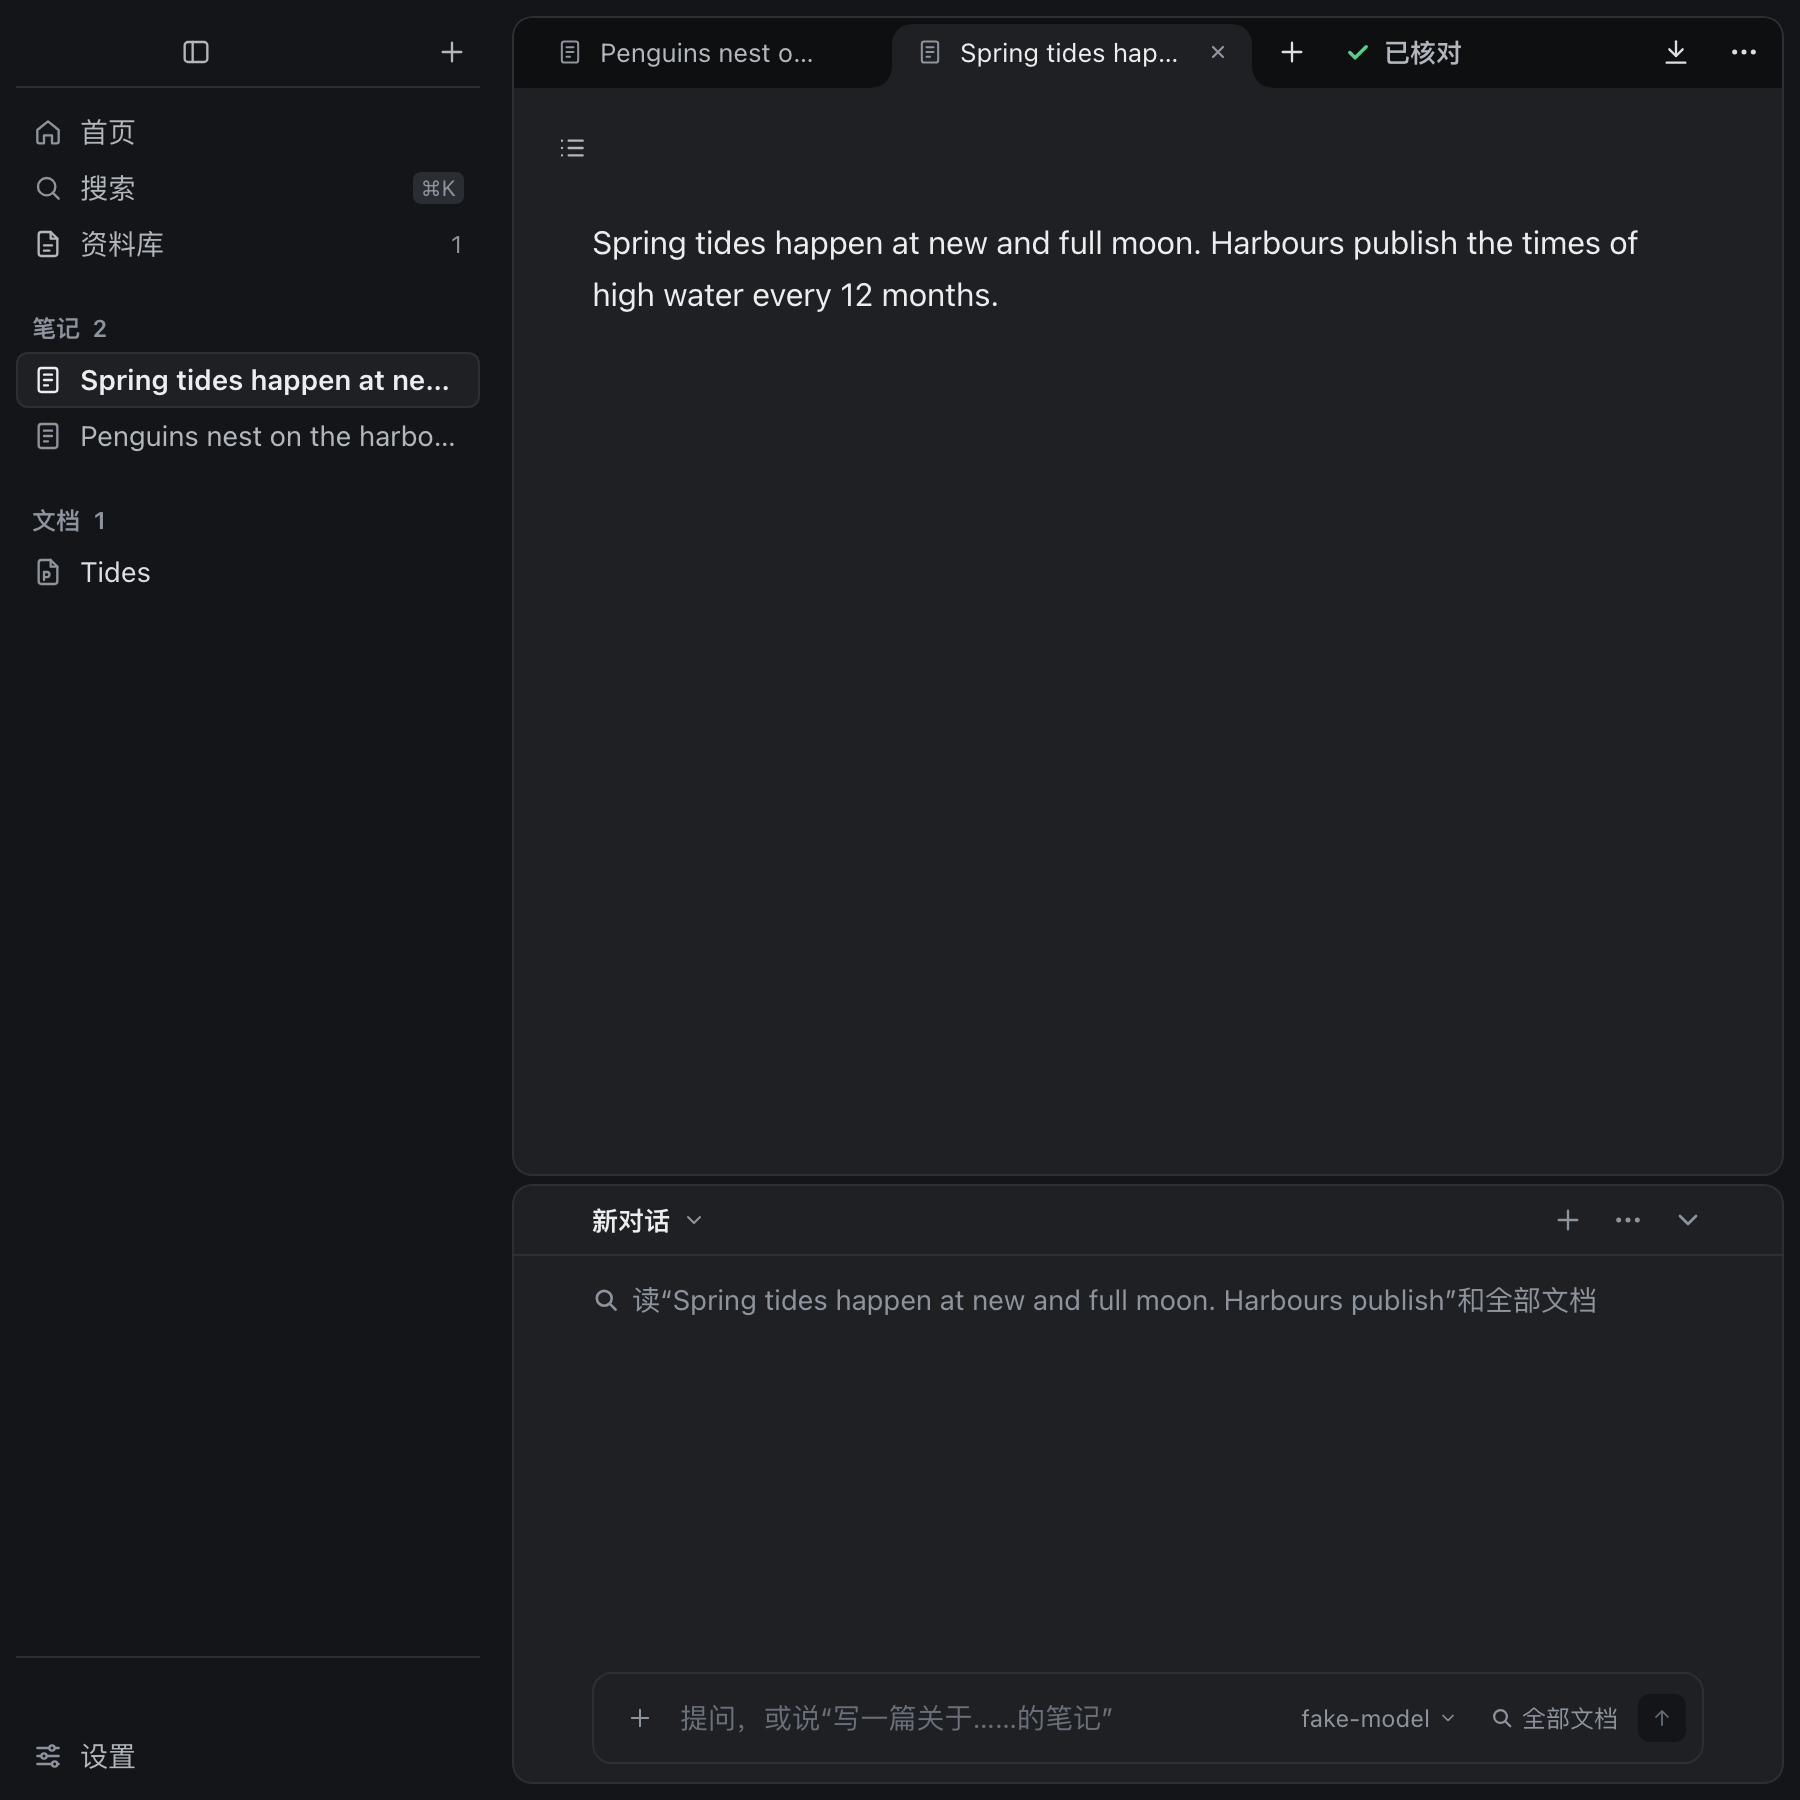 首页
搜索 ⌘K
资料库 1
笔记 2
Spring tides happen at ne...
Penguins nest on the harbo...
文档 1
Tides
设置
Penguins nest o...
Spring tides hap...
已核对
Spring tides happen at new and full moon. Harbours publish the times of
high water every 12 months.
新对话
读“Spring tides happen at new and full moon. Harbours publish”和全部文档
提问，或说“写一篇关于……的笔记”
fake-model
全部文档